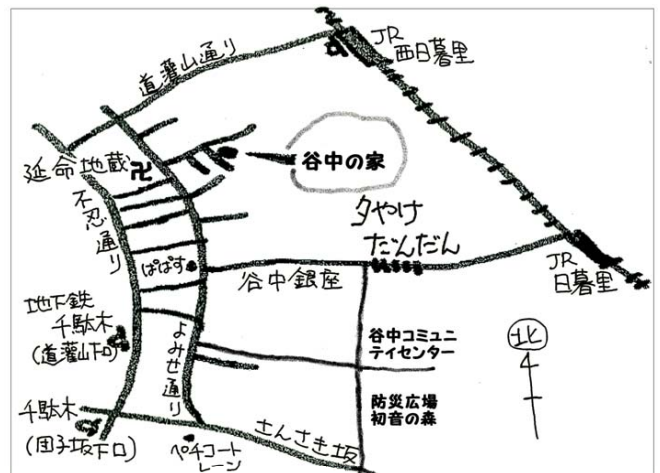 JR
西日暮里
道灌山通り
延命地蔵
卍
谷中の家
夕やけ
だんだん
不忍通り
ぱぱす
谷中銀座
JR
日暮里
地下鉄
千駄木
(道灌山下口)
よみせ通り
谷中コミュニ
ティセンター
北
防災広場
初音の森
千駄木
(団子坂下口)
ペチコート
レーン
さんさき坂